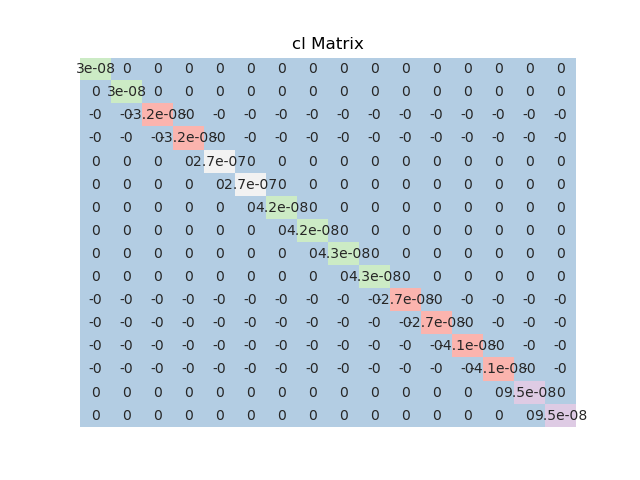 cl Matrix
3e-08 0 0 0 0 0 0 0 0 0 0 0 0 0 0 0
0 3e-08 0 0 0 0 0 0 0 0 0 0 0 0 0 0
-0 -0 -3.2e-08 -0 -0 -0 -0 -0 -0 -0 -0 -0 -0 -0 -0 -0
-0 -0 -0 -3.2e-08 -0 -0 -0 -0 -0 -0 -0 -0 -0 -0 -0 -0
0 0 0 0 2.7e-07 0 0 0 0 0 0 0 0 0 0 0
0 0 0 0 0 2.7e-07 0 0 0 0 0 0 0 0 0 0
0 0 0 0 0 0 4.2e-08 0 0 0 0 0 0 0 0 0
0 0 0 0 0 0 0 4.2e-08 0 0 0 0 0 0 0 0
0 0 0 0 0 0 0 0 4.3e-08 0 0 0 0 0 0 0
0 0 0 0 0 0 0 0 0 4.3e-08 0 0 0 0 0 0
-0 -0 -0 -0 -0 -0 -0 -0 -0 -0 -2.7e-08 -0 -0 -0 -0 -0
-0 -0 -0 -0 -0 -0 -0 -0 -0 -0 -0 -2.7e-08 -0 -0 -0 -0
-0 -0 -0 -0 -0 -0 -0 -0 -0 -0 -0 -0 -4.1e-08 -0 -0 -0
-0 -0 -0 -0 -0 -0 -0 -0 -0 -0 -0 -0 -0 -4.1e-08 -0 -0
0 0 0 0 0 0 0 0 0 0 0 0 0 0 9.5e-08 0
0 0 0 0 0 0 0 0 0 0 0 0 0 0 0 9.5e-08